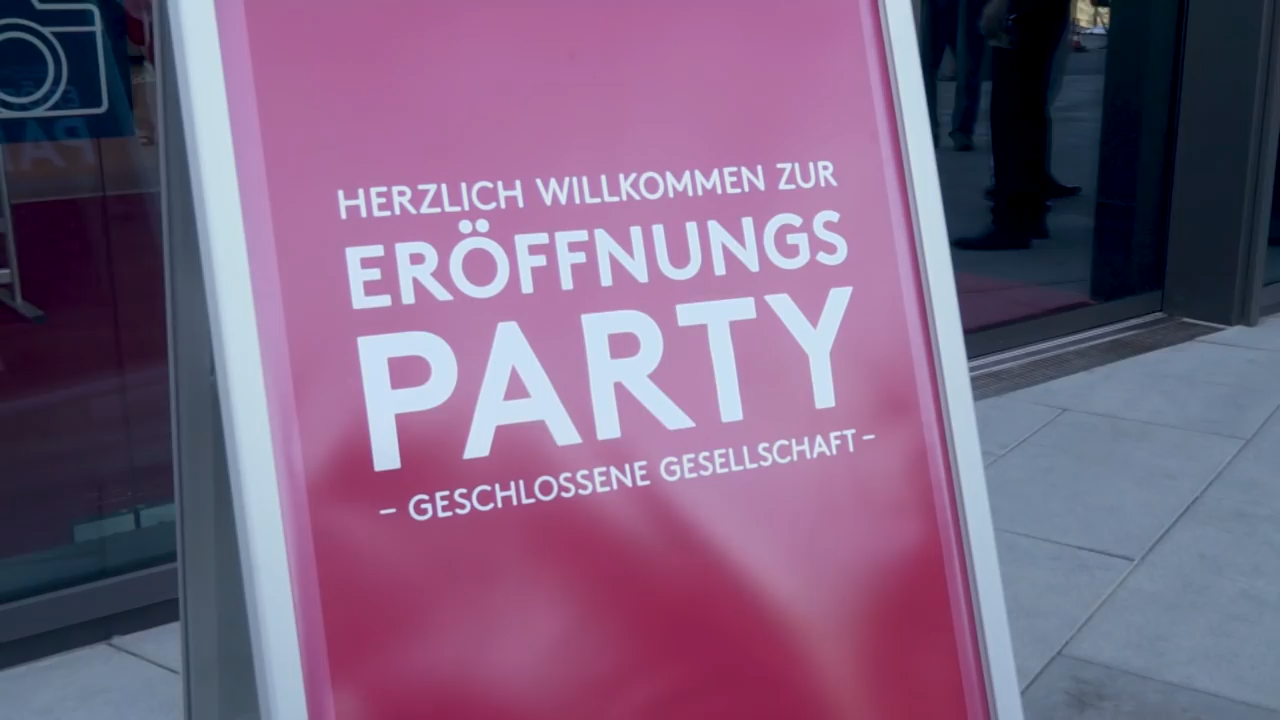 HERZLICH WILLKOMMEN ZUR
ERÖFFNUNGS
PARTY
– GESCHLOSSENE GESELLSCHAFT –